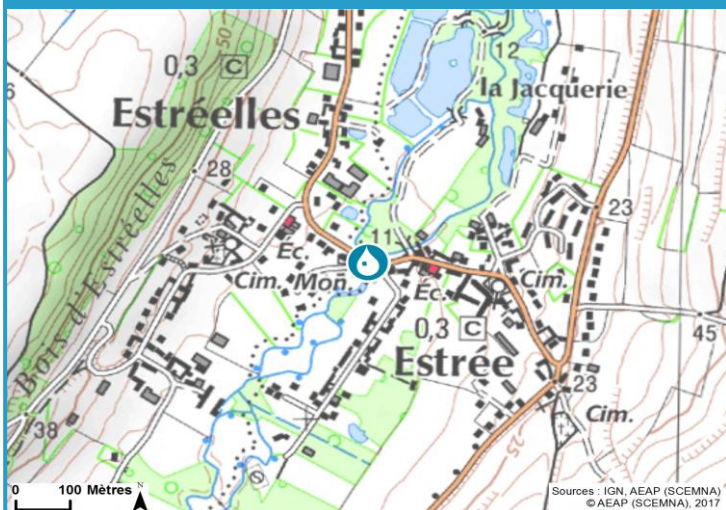 50
12
0,3 C
la Jacquerie
Estréelles
28
23
11
Éc.
Cim. Mon.
Éc.
Cim.
0,3 C
45
Estrée
Bois d'Estréelles
23
Cim.
38
25
0 100 Mètres N
Sources : IGN, AEAP (SCEMNA)
© AEAP (SCEMNA), 2017